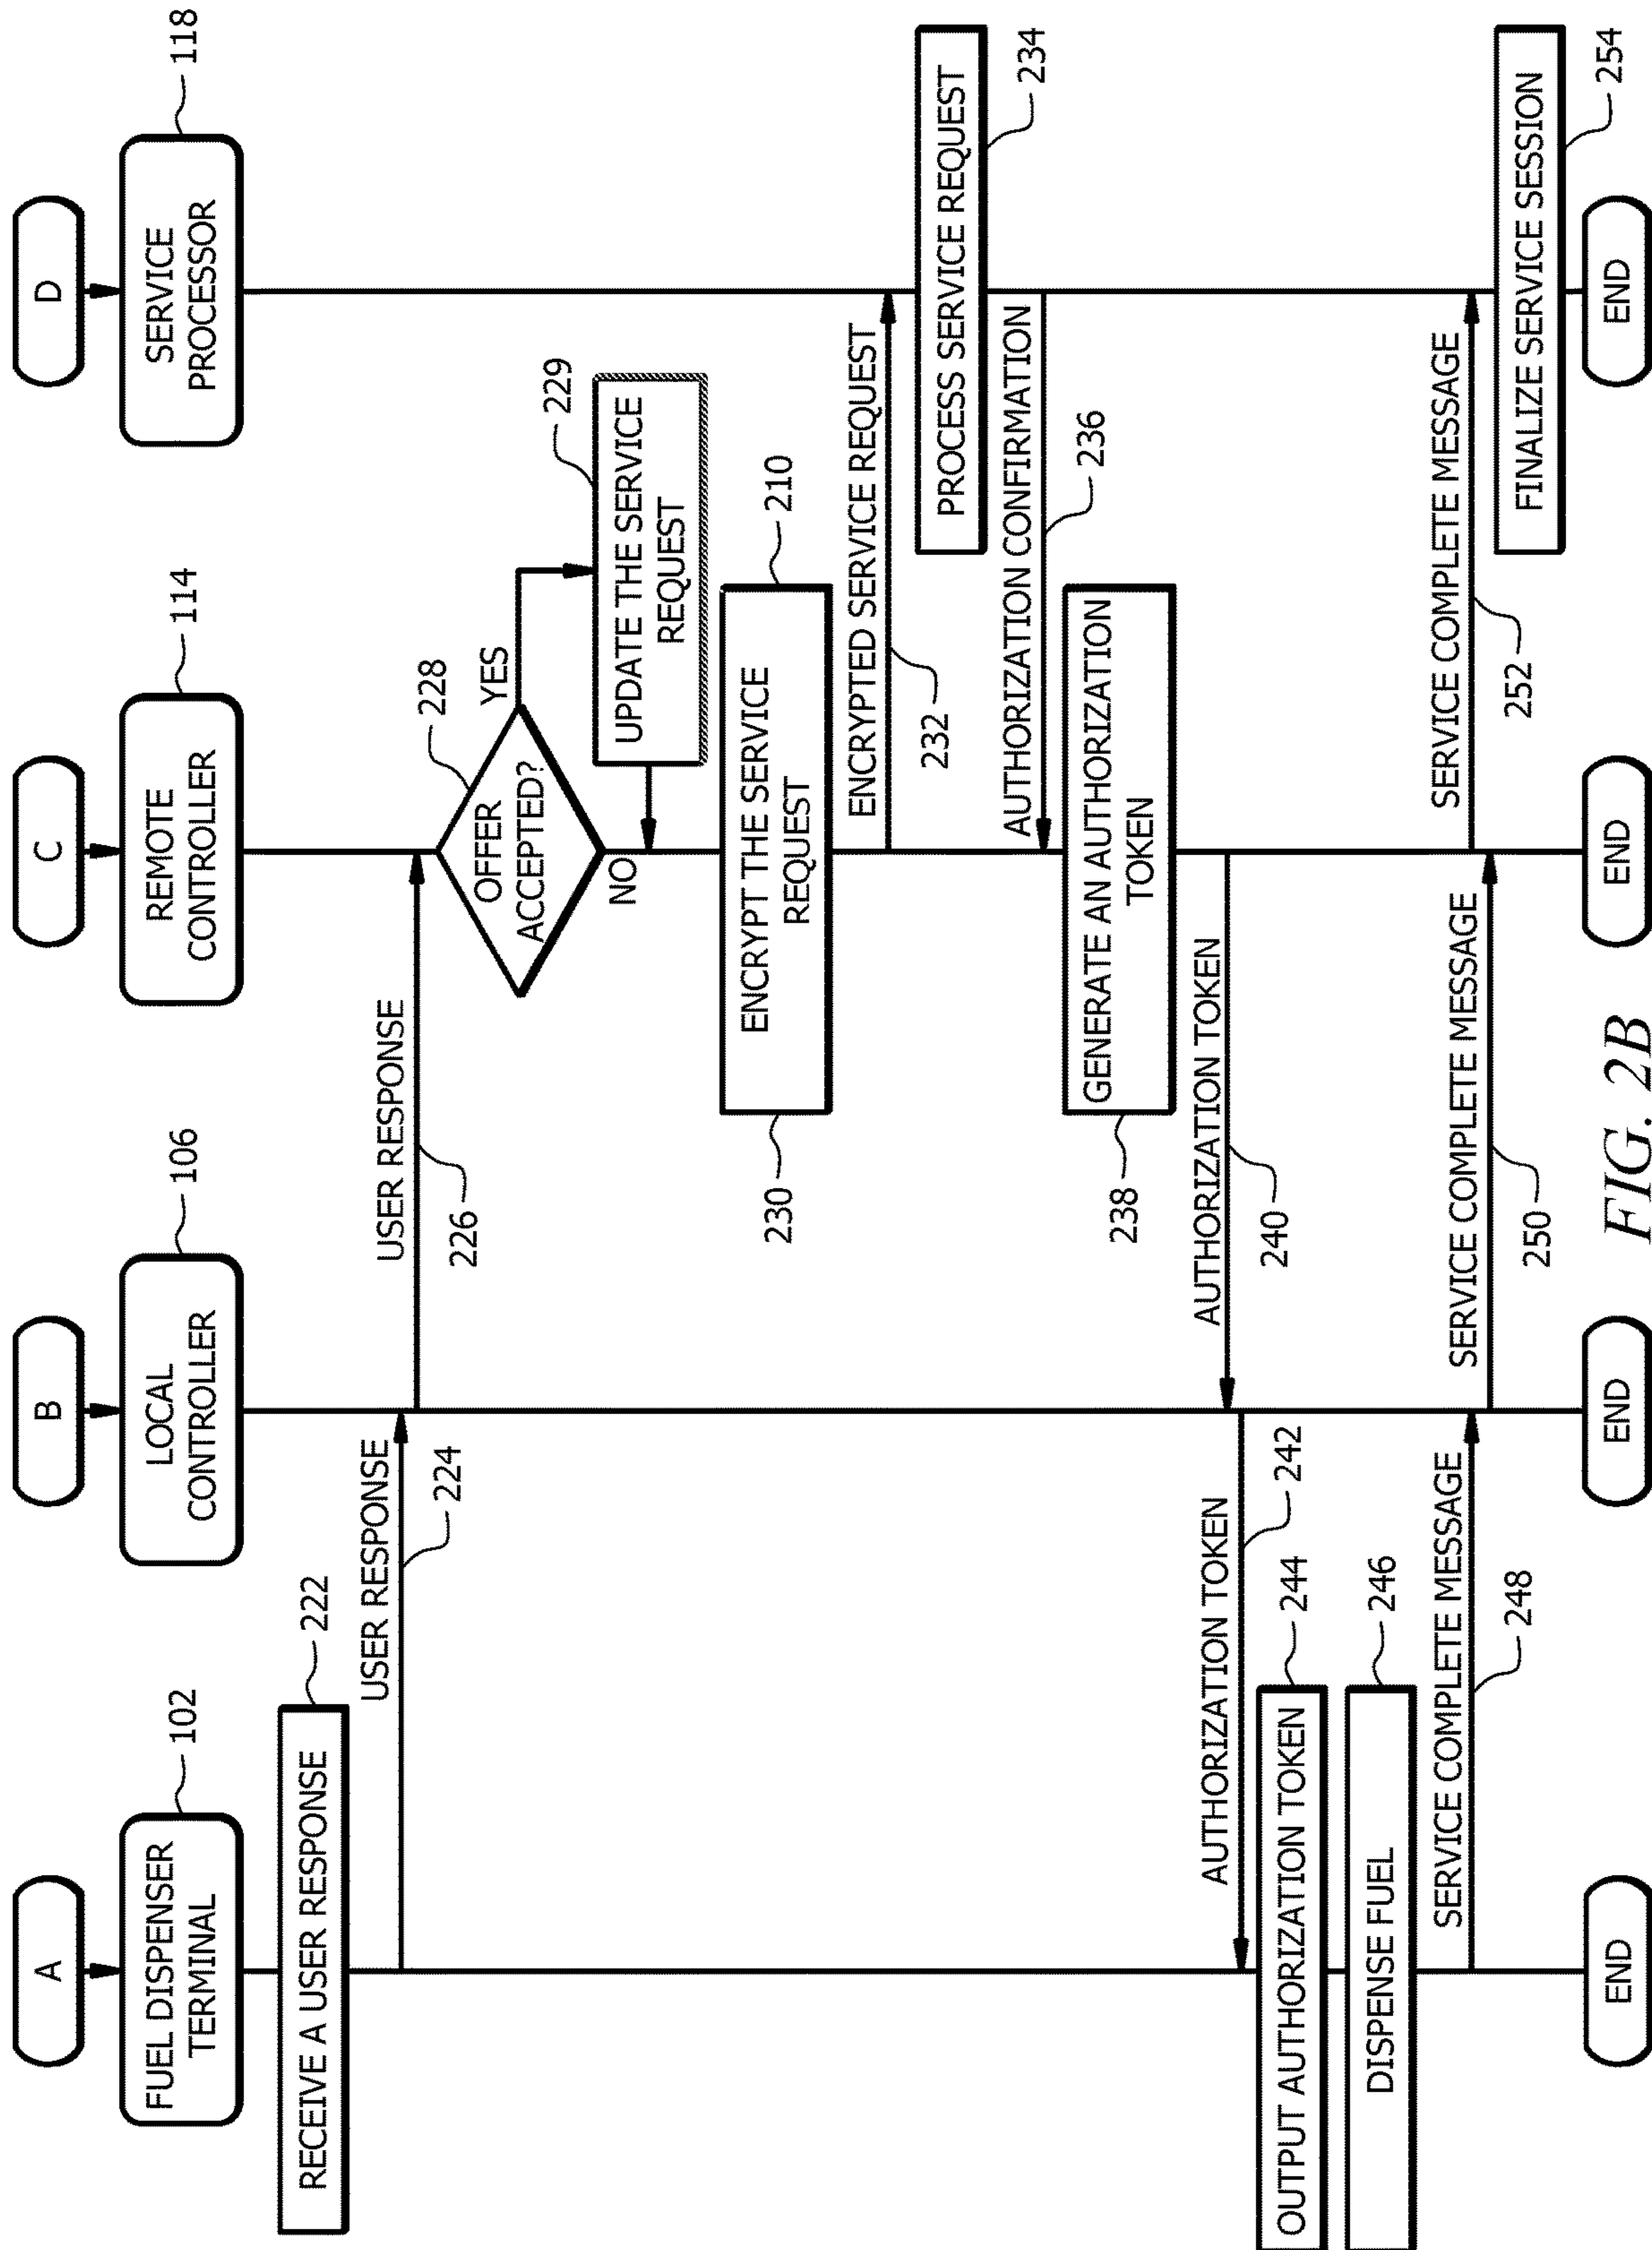 A
B
C
D
FUEL DISPENSER
TERMINAL
102
LOCAL
CONTROLLER
106
REMOTE
CONTROLLER
114
SERVICE
PROCESSOR
118
RECEIVE A USER RESPONSE
222
USER RESPONSE
224
USER RESPONSE
226
OFFER
ACCEPTED?
228
YES
NO
UPDATE THE SERVICE
REQUEST
229
ENCRYPT THE SERVICE
REQUEST
230
210
ENCRYPTED SERVICE REQUEST
232
PROCESS SERVICE REQUEST
234
AUTHORIZATION CONFIRMATION
236
GENERATE AN AUTHORIZATION
TOKEN
238
AUTHORIZATION TOKEN
240
AUTHORIZATION TOKEN
242
OUTPUT AUTHORIZATION TOKEN
244
DISPENSE FUEL
246
SERVICE COMPLETE MESSAGE
248
SERVICE COMPLETE MESSAGE
250
SERVICE COMPLETE MESSAGE
252
FINALIZE SERVICE SESSION
254
END
END
END
END
FIG. 2B